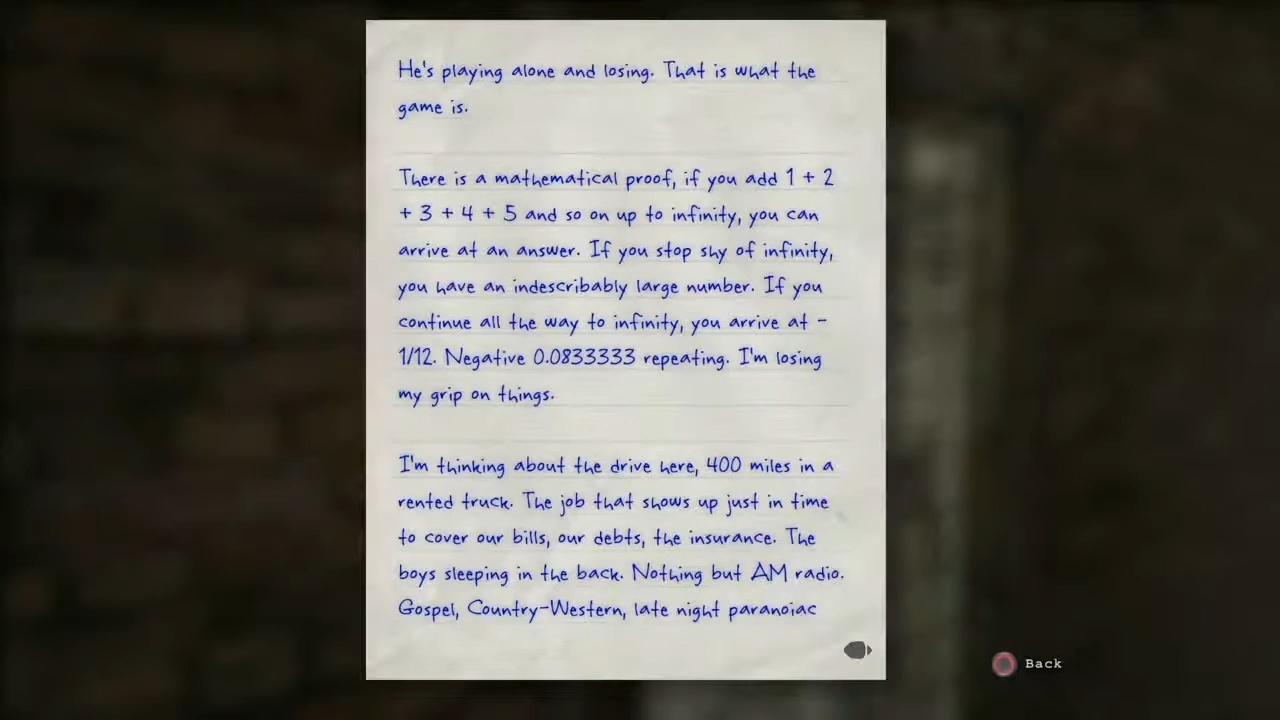 He's playing alone and losing. That is what the
game is.
There is a mathematical proof, if you add 1 + 2
+ 3 + 4 + 5 and so on up to infinity, you can
arrive at an answer. If you stop shy of infinity,
you have an indescribably large number. If you
continue all the way to infinity, you arrive at -
1/12. Negative 0.0833333 repeating. I'm losing
my grip on things.
I'm thinking about the drive here, 400 miles in a
rented truck. The job that shows up just in time
to cover our bills, our debts, the insurance. The
boys sleeping in the back. Nothing but AM radio.
Gospel, Country-Western, late night paranoiac
Back